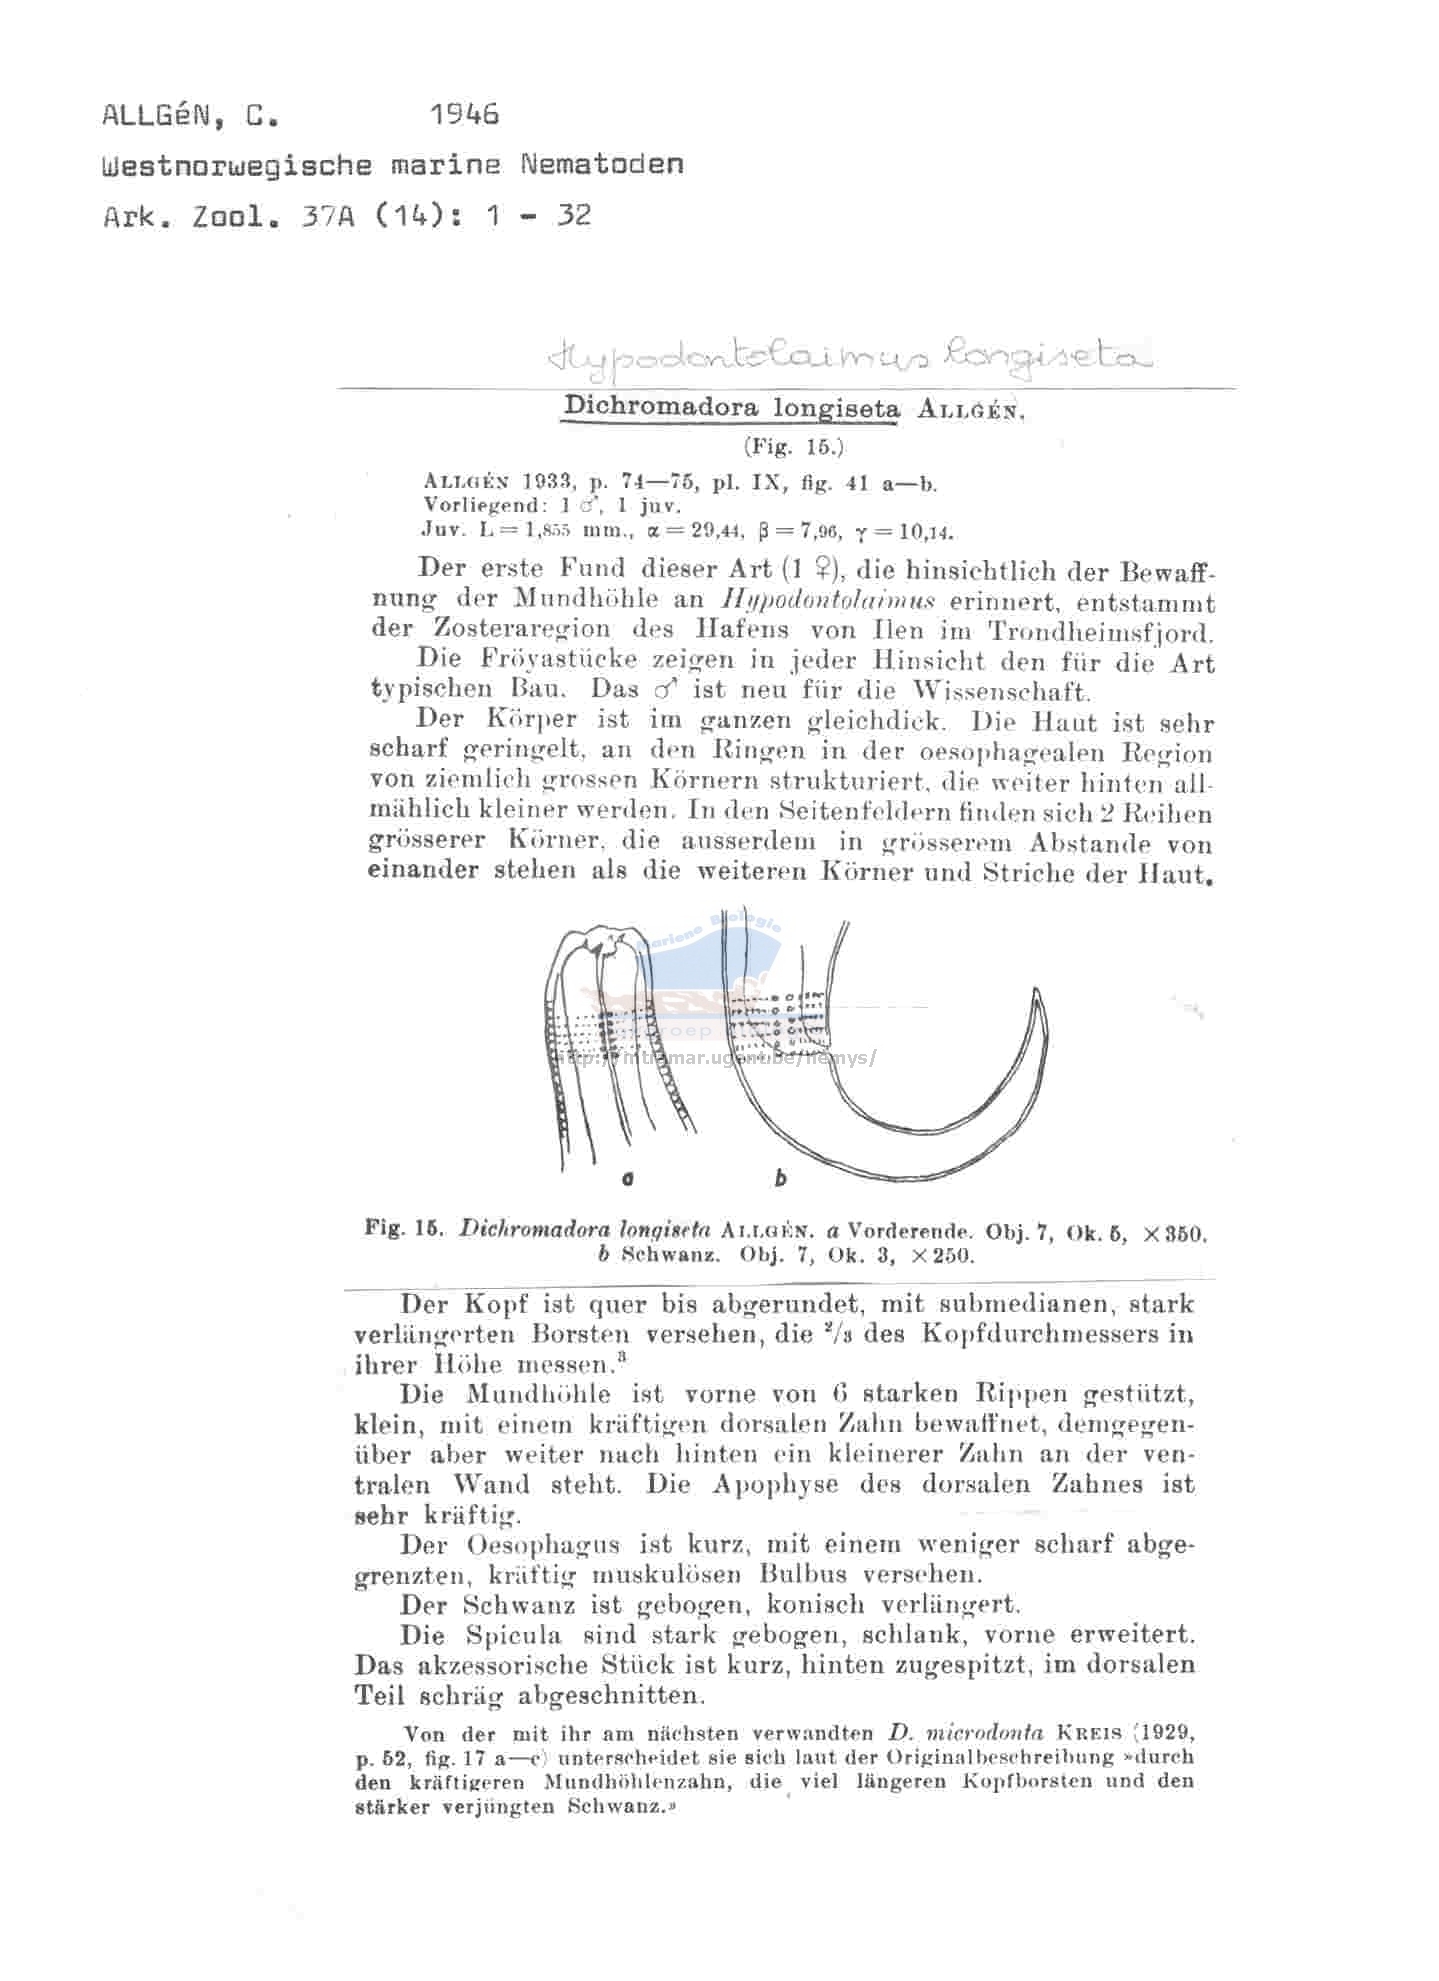 ALLGéN, C. 1946
Westnorwegische marine Nematoden
Ark. Zool. 37A (14): 1 - 32
Hypodontolaimus longiseta
Dichromadora longiseta ALLGÉN.
(Fig. 15.)
ALLGÉN 1933, p. 74—75, pl. IX, fig. 41 a—b.
Vorliegend: 1 ♂, 1 juv.
Juv. L = 1,855 mm., α = 29,44, β = 7,96, γ = 10,14.
Der erste Fund dieser Art (1 ♀), die hinsichtlich der Bewaff-
nung der Mundhöhle an Hypodontolaimus erinnert, entstammt
der Zosteraregion des Hafens von Ilen im Trondheimsfjord.
Die Fröyastücke zeigen in jeder Hinsicht den für die Art
typischen Bau. Das ♂ ist neu für die Wissenschaft.
Der Körper ist im ganzen gleichdick. Die Haut ist sehr
scharf geringelt, an den Ringen in der oesophagealen Region
von ziemlich grossen Körnern strukturiert, die weiter hinten all-
mählich kleiner werden. In den Seitenfeldern finden sich 2 Reihen
grösserer Körner, die ausserdem in grösserem Abstande von
einander stehen als die weiteren Körner und Striche der Haut.
Mariene Biologie
groep
http://intramar.ugent.be/nemys/
a b
Fig. 15. Dichromadora longiseta ALLGÉN. a Vorderende. Obj. 7, Ok. 5, ×350.
b Schwanz. Obj. 7, Ok. 3, ×250.
Der Kopf ist quer bis abgerundet, mit submedianen, stark
verlängerten Borsten versehen, die 2/3 des Kopfdurchmessers in
ihrer Höhe messen.³
Die Mundhöhle ist vorne von 6 starken Rippen gestützt,
klein, mit einem kräftigen dorsalen Zahn bewaffnet, demgegen-
über aber weiter nach hinten ein kleinerer Zahn an der ven-
tralen Wand steht. Die Apophyse des dorsalen Zahnes ist
sehr kräftig.
Der Oesophagus ist kurz, mit einem weniger scharf abge-
grenzten, kräftig muskulösen Bulbus versehen.
Der Schwanz ist gebogen, konisch verlängert.
Die Spicula sind stark gebogen, schlank, vorne erweitert.
Das akzessorische Stück ist kurz, hinten zugespitzt, im dorsalen
Teil schräg abgeschnitten.
Von der mit ihr am nächsten verwandten D. microdonta KREIS (1929,
p. 52, fig. 17 a—c) unterscheidet sie sich laut der Originalbeschreibung »durch
den kräftigeren Mundhöhlenzahn, die viel längeren Kopfborsten und den
stärker verjüngten Schwanz.»